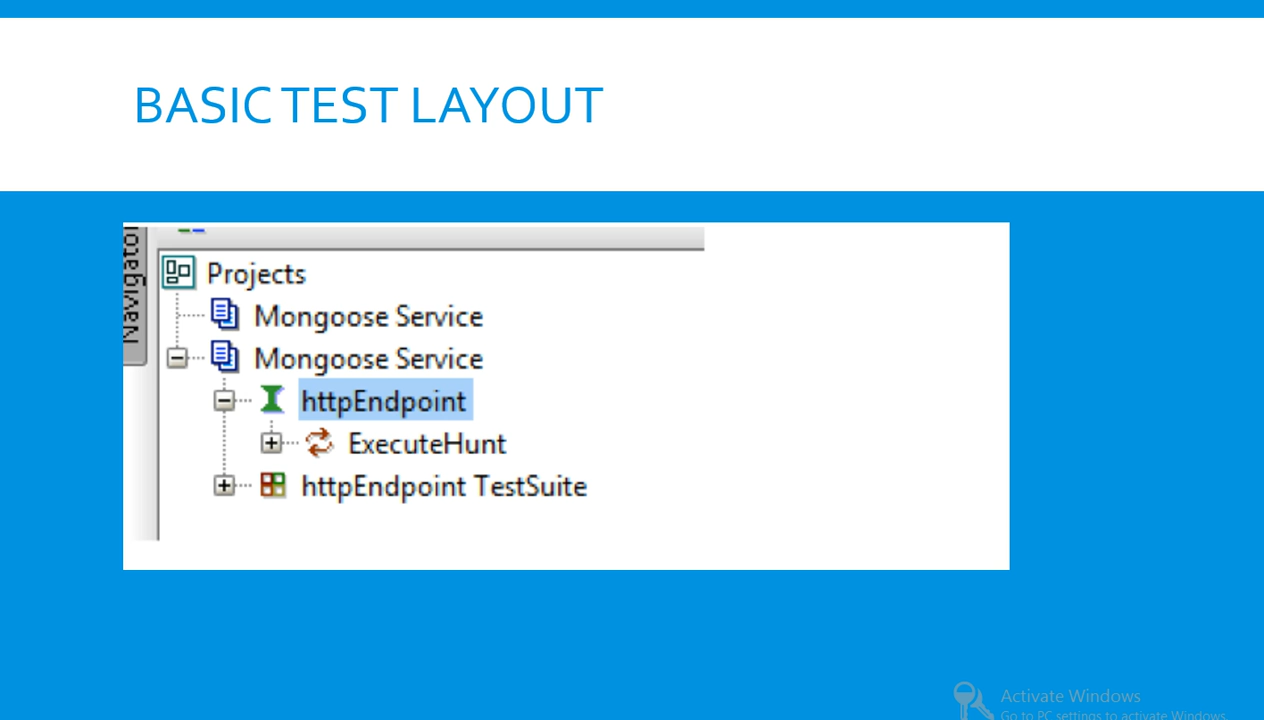 BASIC TEST LAYOUT
Navigator
Projects
Mongoose Service
Mongoose Service
httpEndpoint
ExecuteHunt
httpEndpoint TestSuite
Activate Windows
Go to PC settings to activate Windows.